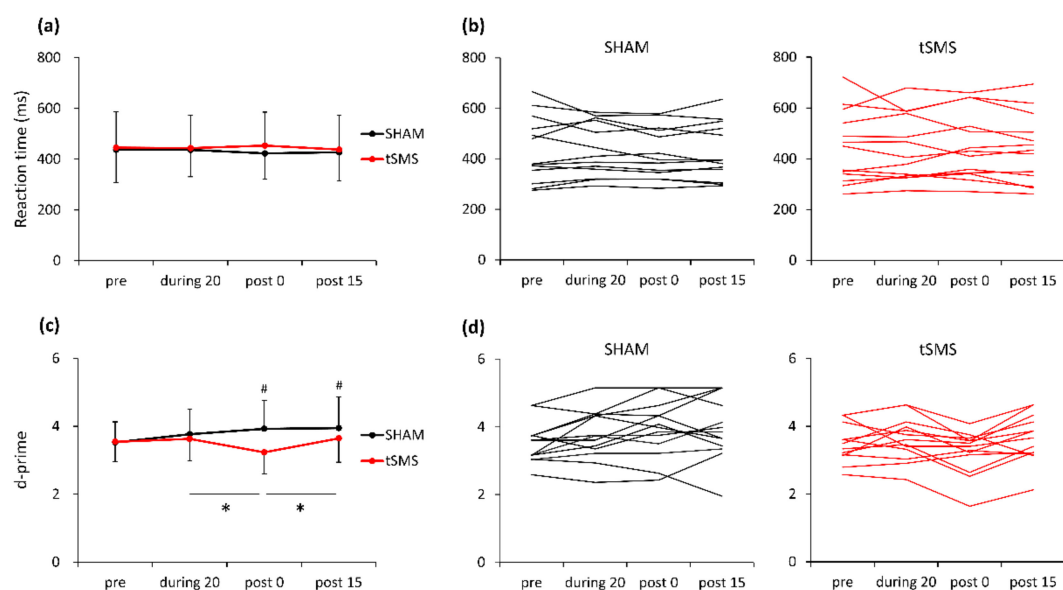 (a)
800
600
400
200
0
Reaction time (ms)
SHAM
tSMS
pre during 20 post 0 post 15
(b)
SHAM
800
600
400
200
0
pre during 20 post 0 post 15
tSMS
800
600
400
200
0
pre during 20 post 0 post 15
(c)
6
4
2
0
d-prime
# #
SHAM
tSMS
* *
pre during 20 post 0 post 15
(d)
SHAM
6
4
2
0
pre during 20 post 0 post 15
tSMS
6
4
2
0
pre during 20 post 0 post 15